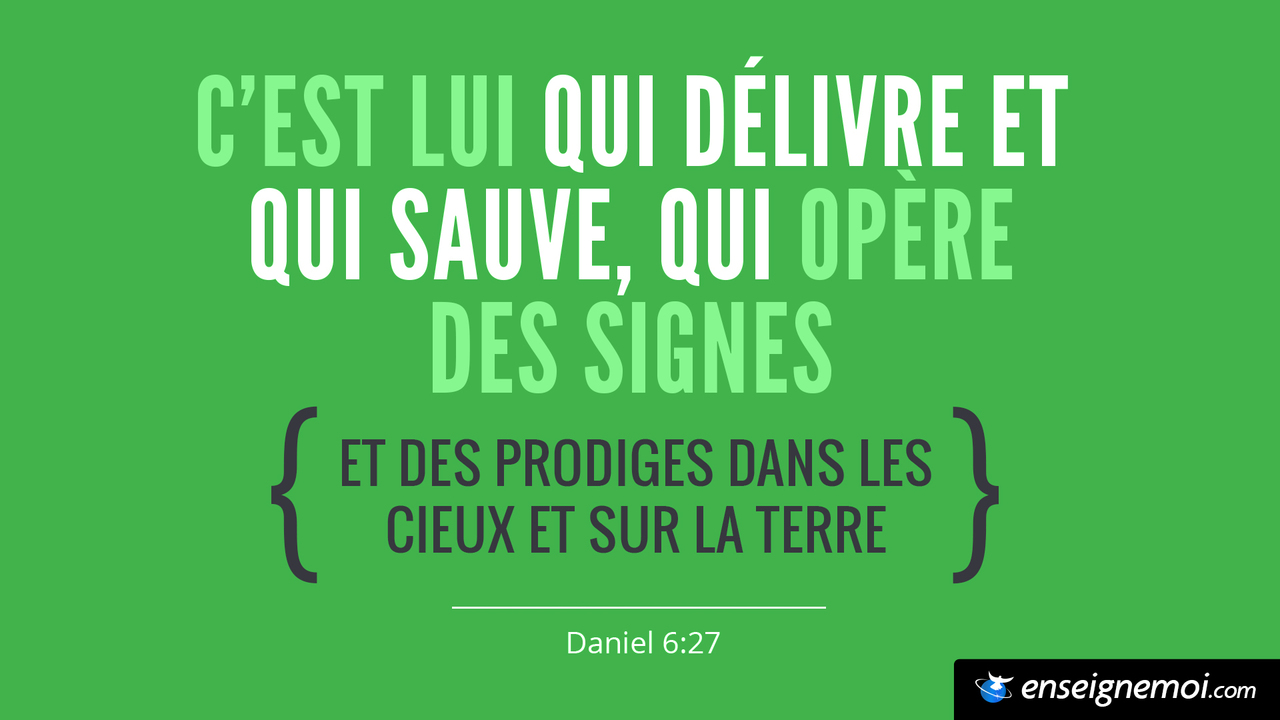 C’EST LUI QUI DÉLIVRE ET
QUI SAUVE, QUI OPÈRE
DES SIGNES
{ ET DES PRODIGES DANS LES
CIEUX ET SUR LA TERRE }
Daniel 6:27
enseignemoi.com